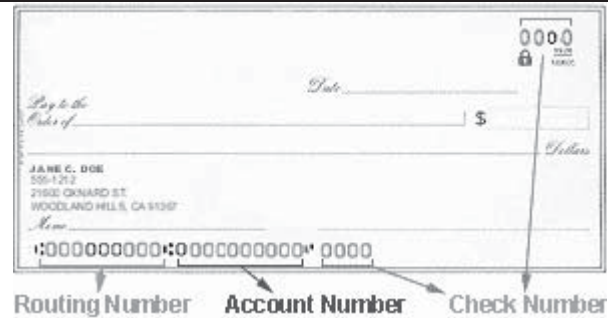 0000
Date
Pay to the
Order of
$
Dollars
JANE C. DOE
555-1212
21600 OXNARD ST.
WOODLAND HILLS, CA 91367
Memo
⑆000000000⑆0000000000⑈ 0000
Routing Number Account Number Check Number